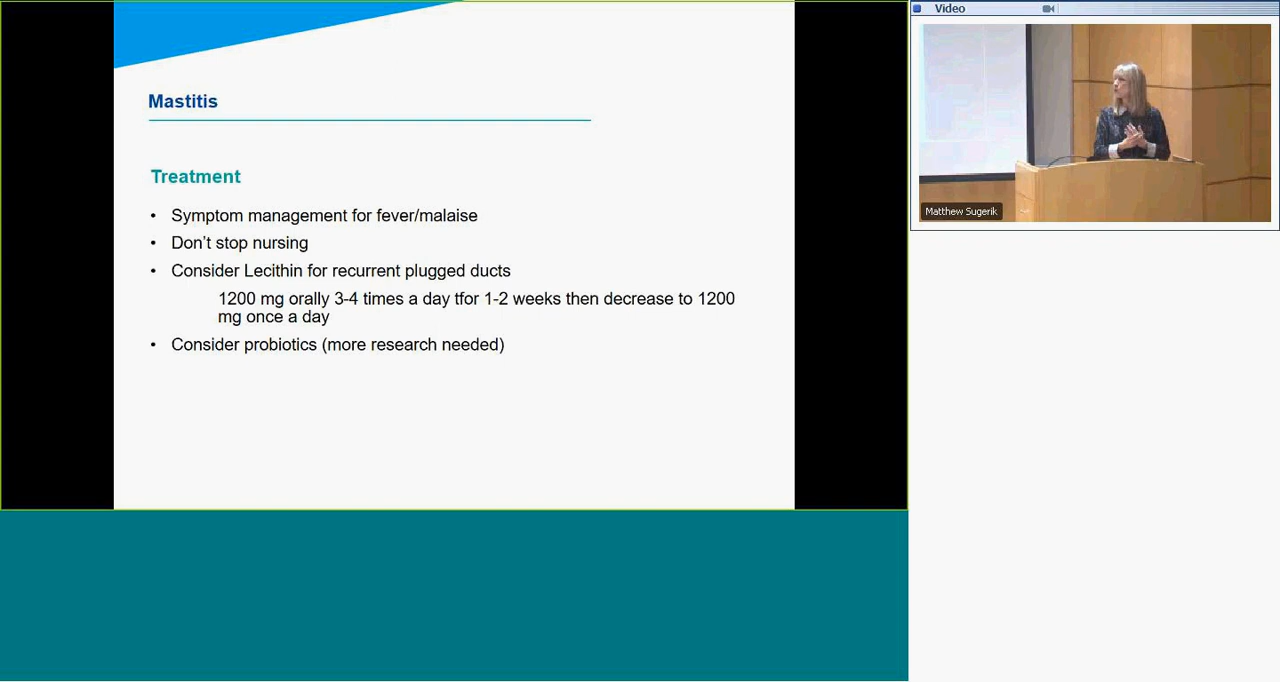 Mastitis
Treatment
• Symptom management for fever/malaise
• Don't stop nursing
• Consider Lecithin for recurrent plugged ducts
1200 mg orally 3-4 times a day tfor 1-2 weeks then decrease to 1200
mg once a day
• Consider probiotics (more research needed)
Video
Matthew Sugerik